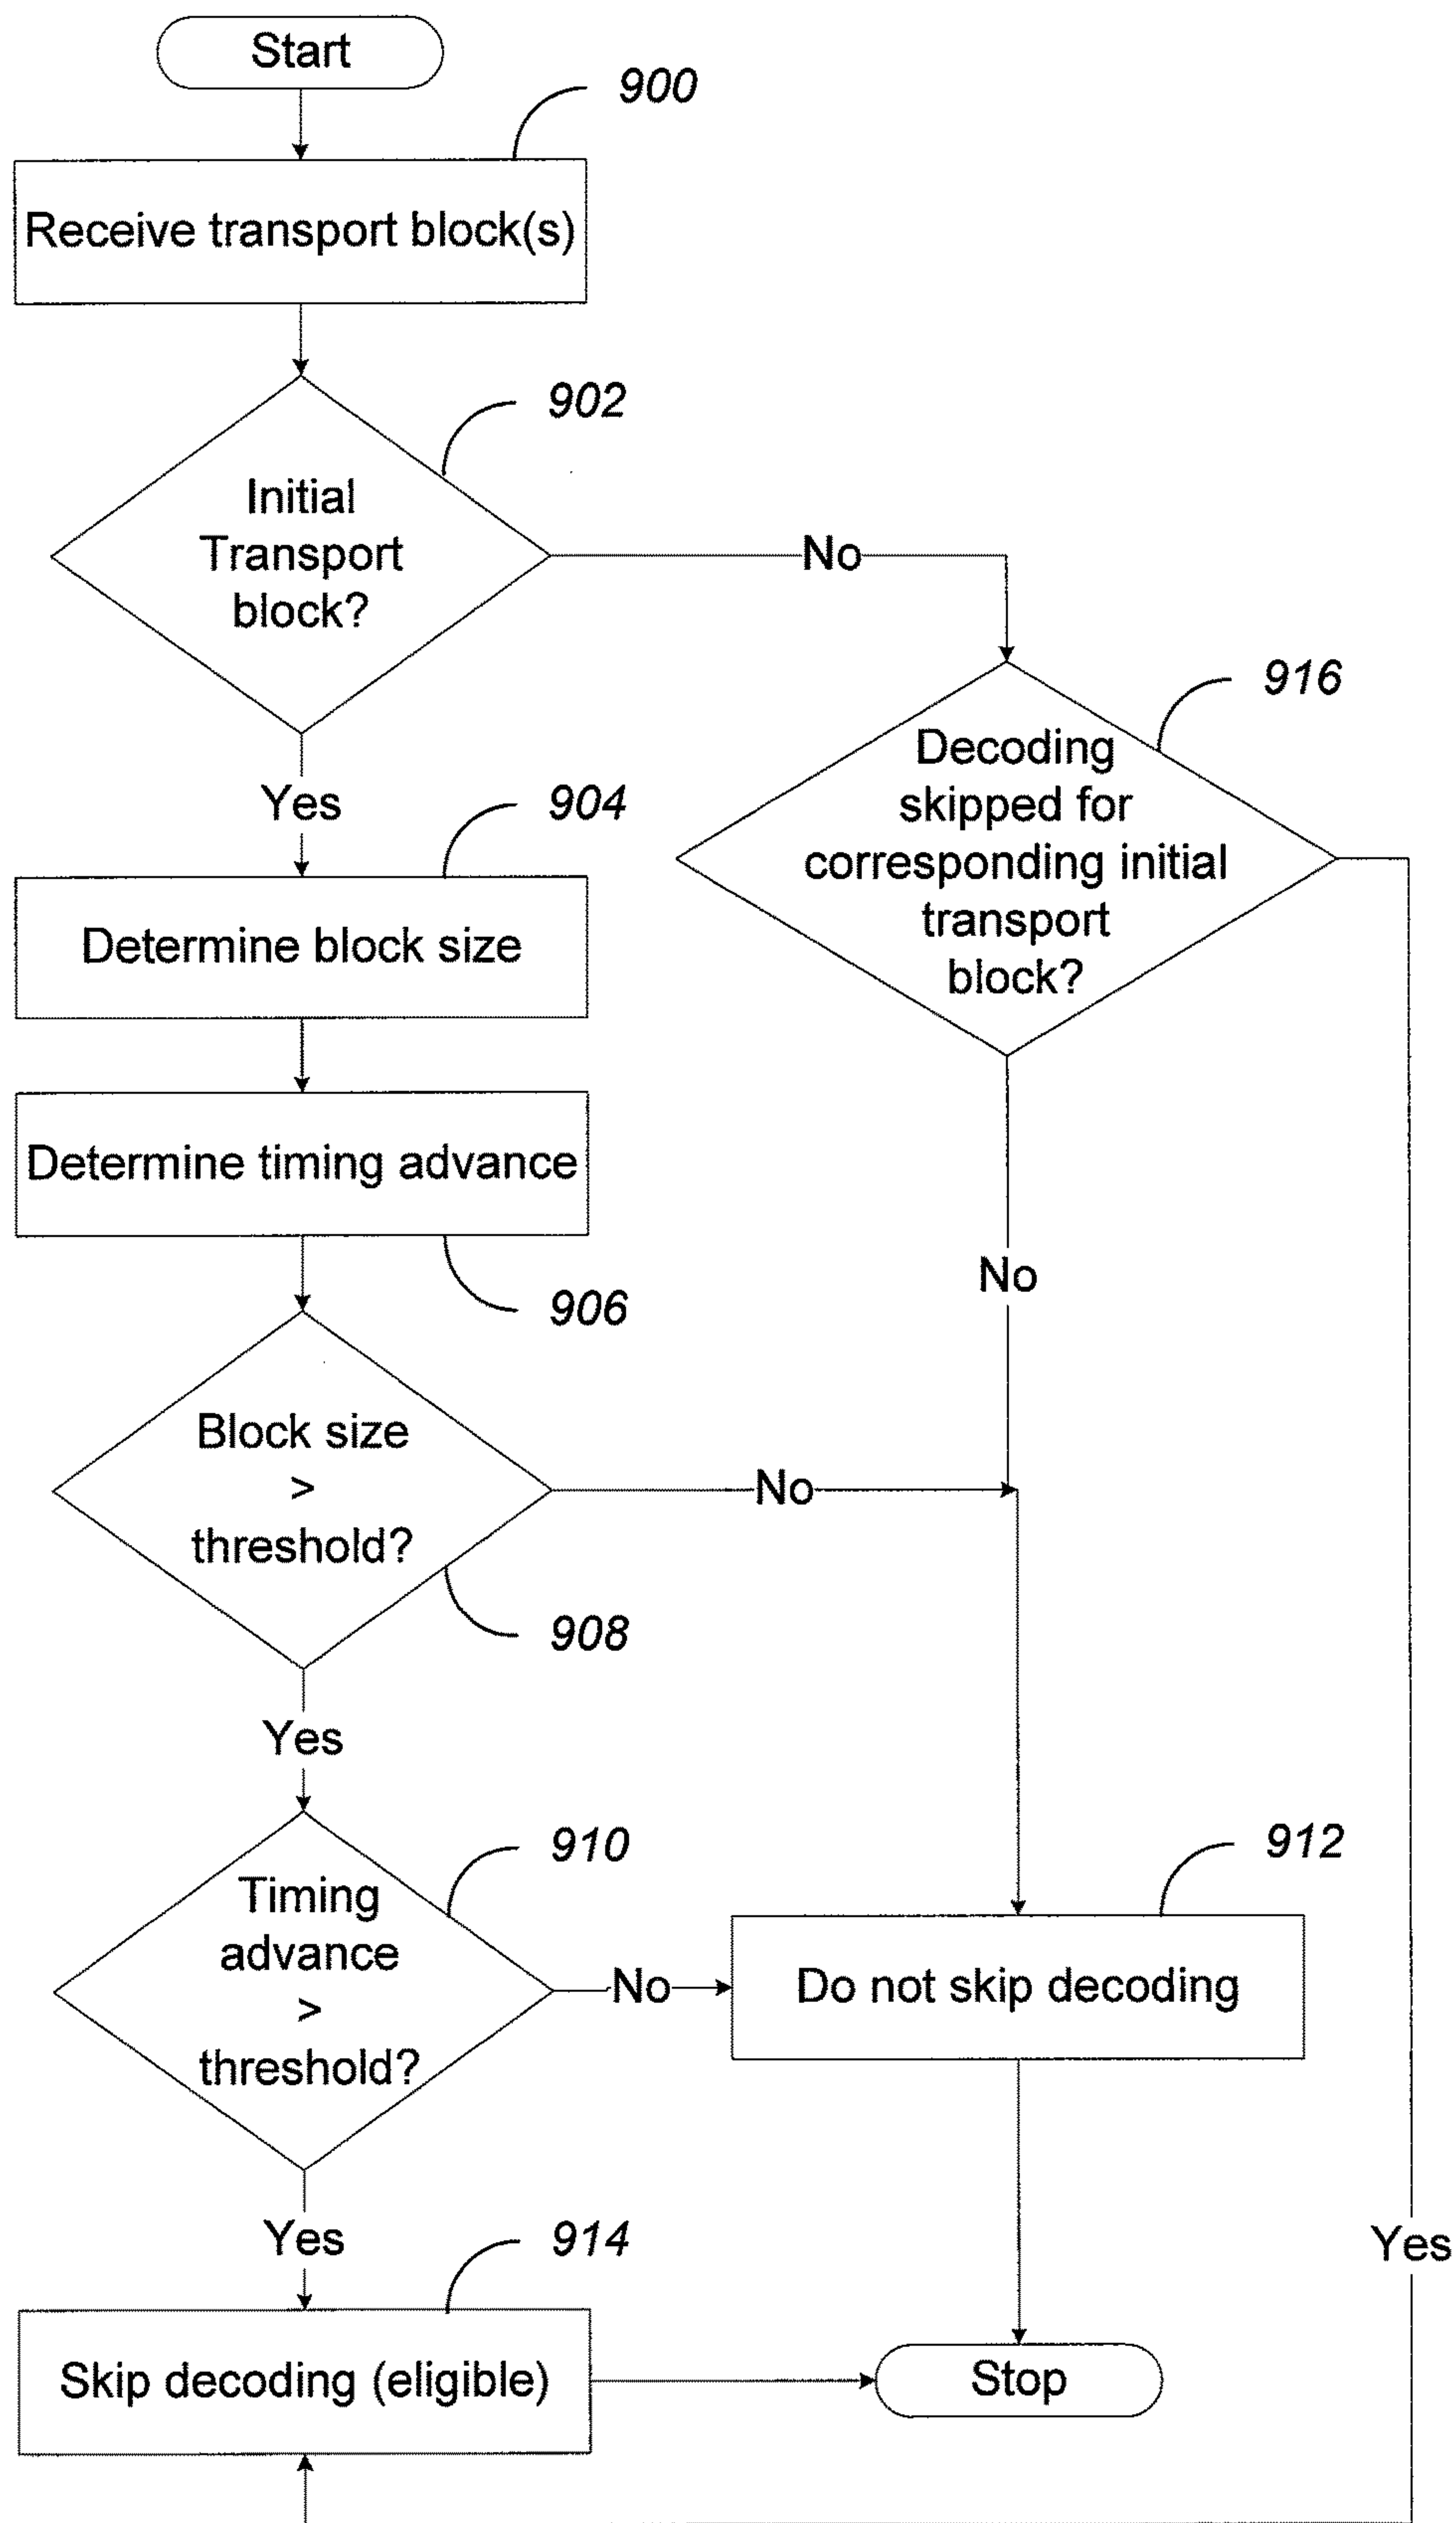 Start
900
Receive transport block(s)
902
Initial
Transport
block?
No
916
Decoding
skipped for
corresponding initial
transport
block?
Yes
904
Determine block size
Determine timing advance
906
No
Block size
>
threshold?
No
908
Yes
910
Timing
advance
>
threshold?
No
912
Do not skip decoding
Yes
914
Yes
Skip decoding (eligible)
Stop